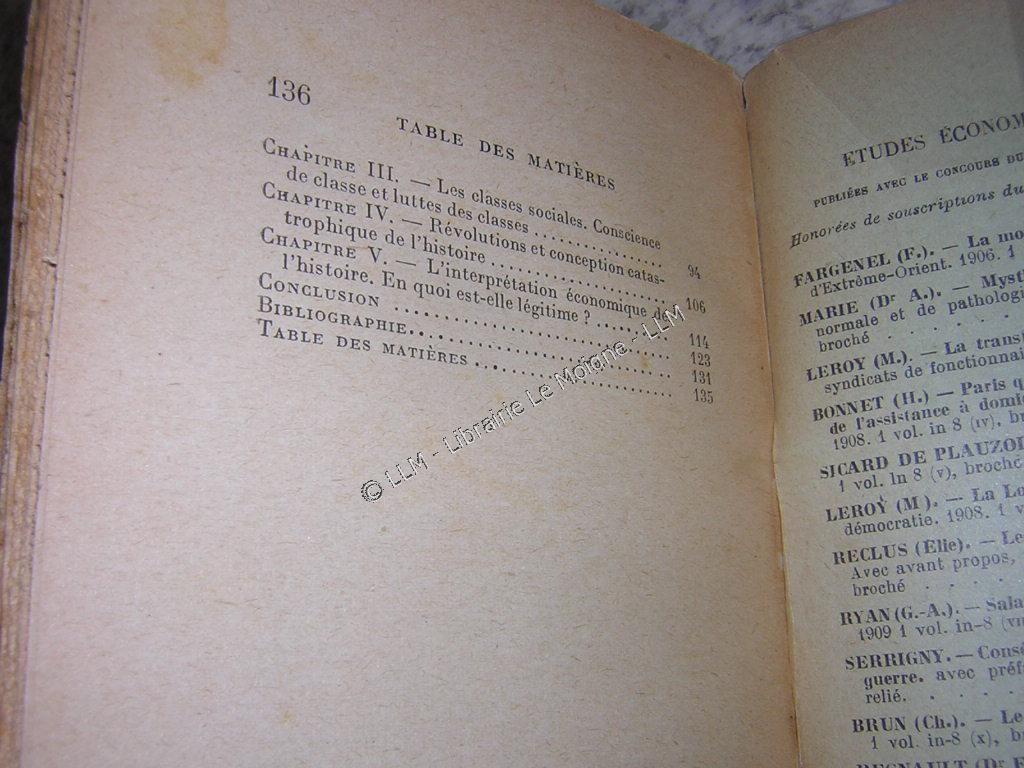 136
TABLE DES MATIÈRES
CHAPITRE III. — Les classes sociales. Conscience
de classe et luttes des classes . . . . . . . . . . . . . . 94
CHAPITRE IV. — Révolutions et conception catas-
trophique de l'histoire . . . . . . . . . . . . . . . . . . 106
CHAPITRE V. — L'interprétation économique de
l'histoire. En quoi est-elle légitime ? . . . . . . . . . 114
CONCLUSION . . . . . . . . . . . . . . . . . . . . . . . 123
BIBLIOGRAPHIE. . . . . . . . . . . . . . . . . . . . . . 131
TABLE DES MATIÈRES . . . . . . . . . . . . . . . . . . . 135
© LLM - Librairie Le Moigne - LLM
ETUDES ÉCONOM
PUBLIÉES AVEC LE CONCOURS DU
Honorées de souscriptions du
FARGENEL (F.). — La mo
d'Extrême-Orient. 1906. 1
MARIE (Dr A.). — Myst
normale et de pathologi
broché . . . . .
LEROY (M.). — La transf
syndicats de fonctionnai
BONNET (H.) — Paris q
de l'assistance à domi
1908. 1 vol. in 8 (IV), br
SICARD DE PLAUZOL
1 vol. In 8 (V), broché
LEROY (M ). — La Lo
démocratie. 1908. 1 v
RECLUS (Elie). — Le
Avec avant propos,
broché . . . .
RYAN (G.-A.). — Sala
1909 1 vol. in-8 (VII
SERRIGNY. — Consé
guerre. avec préf
relié. . . . .
BRUN (Ch.). — Le
1 vol. in-8 (X), b
REGNAULT (Dr F